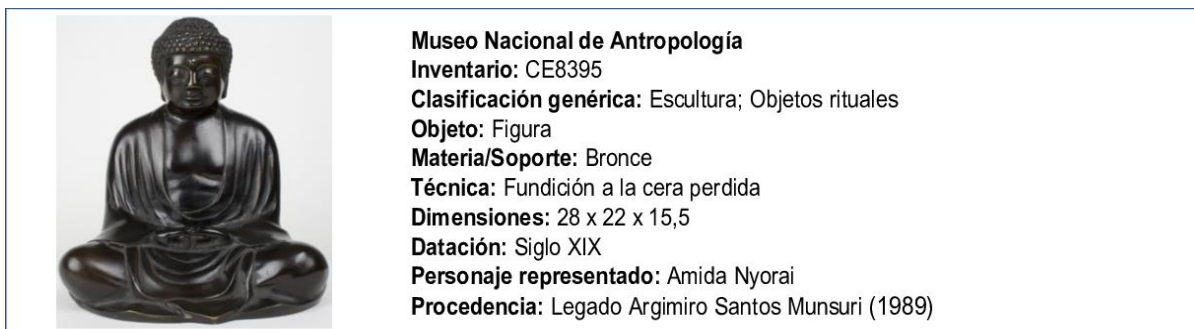 Museo Nacional de Antropología
Inventario: CE8395
Clasificación genérica: Escultura; Objetos rituales
Objeto: Figura
Materia/Soporte: Bronce
Técnica: Fundición a la cera perdida
Dimensiones: 28 x 22 x 15,5
Datación: Siglo XIX
Personaje representado: Amida Nyorai
Procedencia: Legado Argimiro Santos Munsuri (1989)